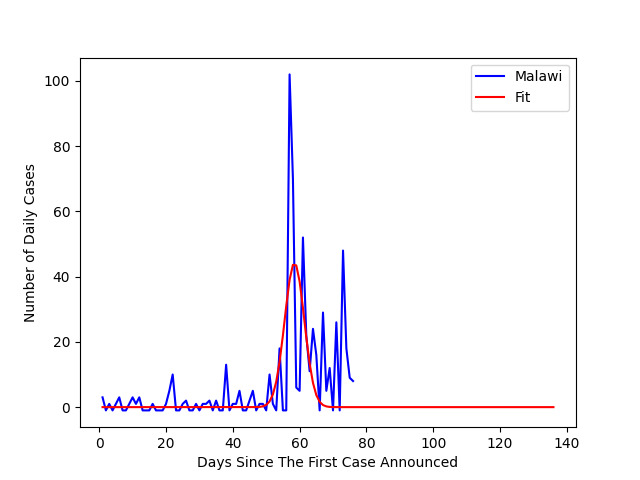 Malawi
Fit
100
80
60
40
20
0
Number of Daily Cases
0 20 40 60 80 100 120 140
Days Since The First Case Announced